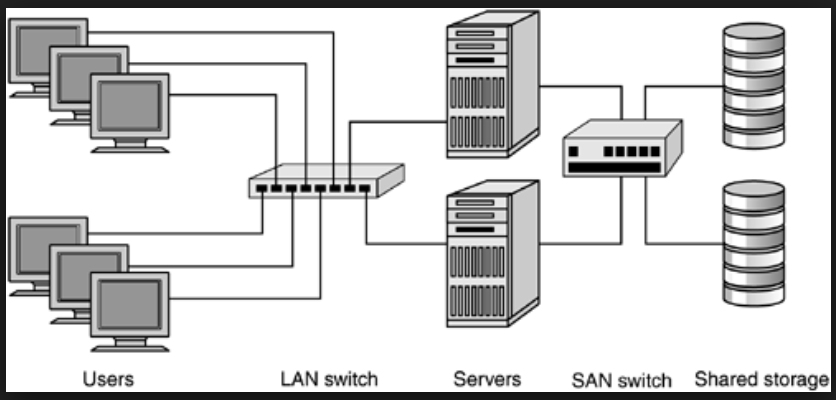 Users
LAN switch
Servers
SAN switch
Shared storage